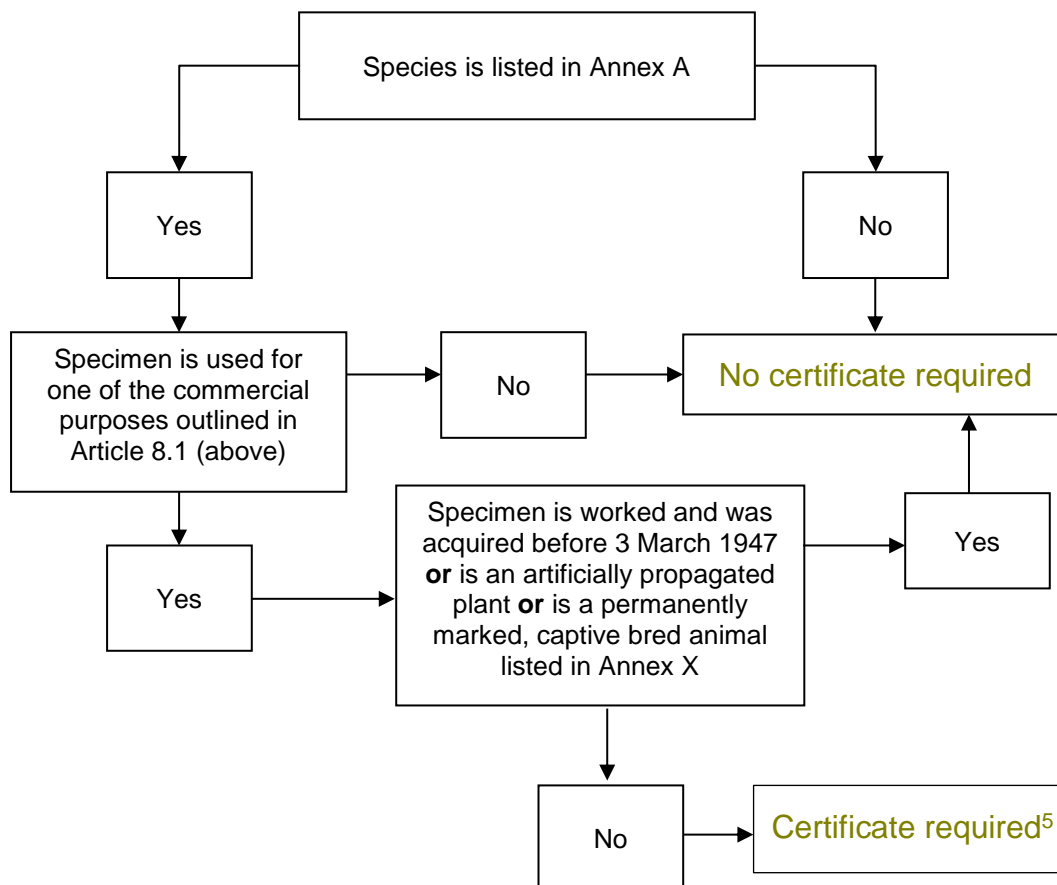 Species is listed in Annex A
Yes
No
Specimen is used for
one of the commercial
purposes outlined in
Article 8.1 (above)
No
No certificate required
Yes
Specimen is worked and was
acquired before 3 March 1947
or is an artificially propagated
plant or is a permanently
marked, captive bred animal
listed in Annex X
Yes
No
Certificate required⁵